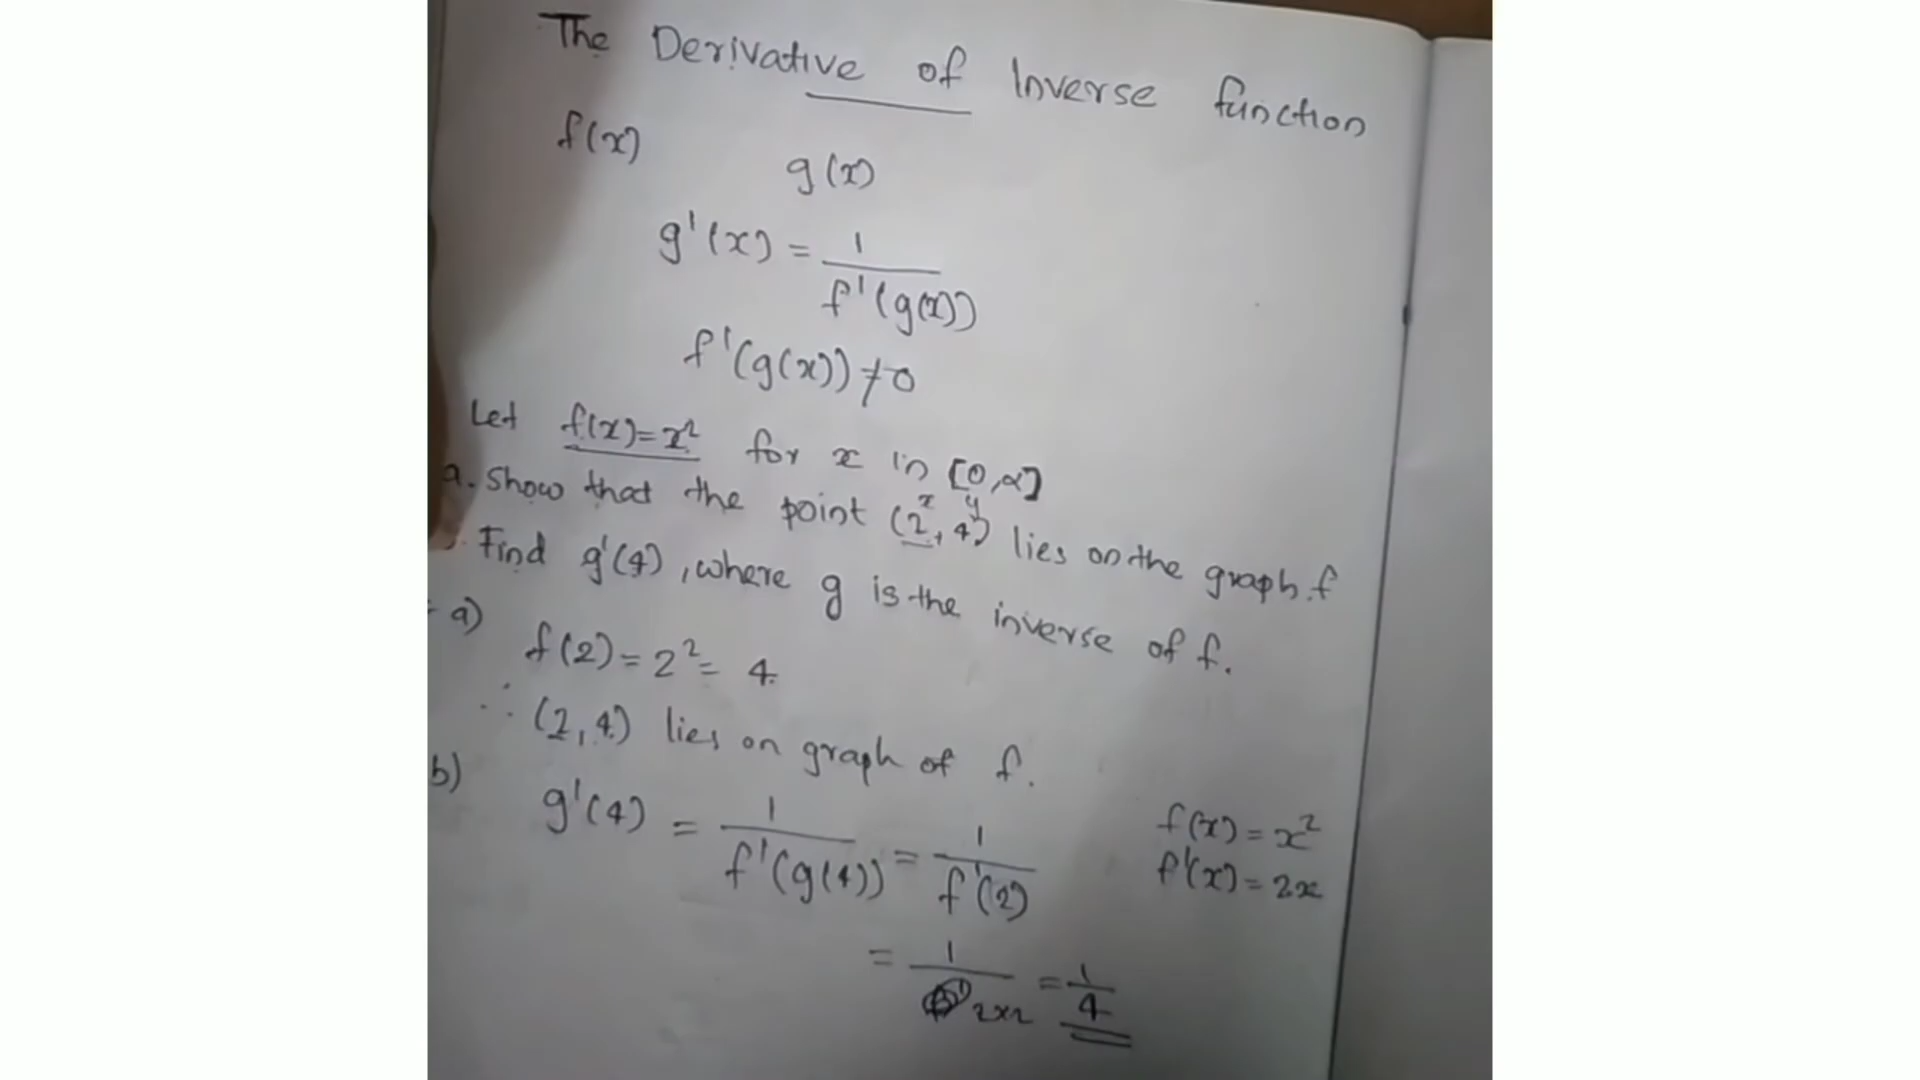 The Derivative of Inverse function
f(x) g(x)
g'(x) = 1 / f'(g(x))
f'(g(x)) ≠ 0
Let f(x) = x² for x in [0, ∝]
a. Show that the point (2, 4) lies on the graph. f
x y
Find g'(4), where g is the inverse of f.
a) f(2) = 2² = 4.
∴ (2, 4) lies on graph of f.
b) g'(4) = 1 / f'(g(4)) = 1 / f'(2)
f(x) = x²
f'(x) = 2x
= 1 / 2x2 = 1 / 4